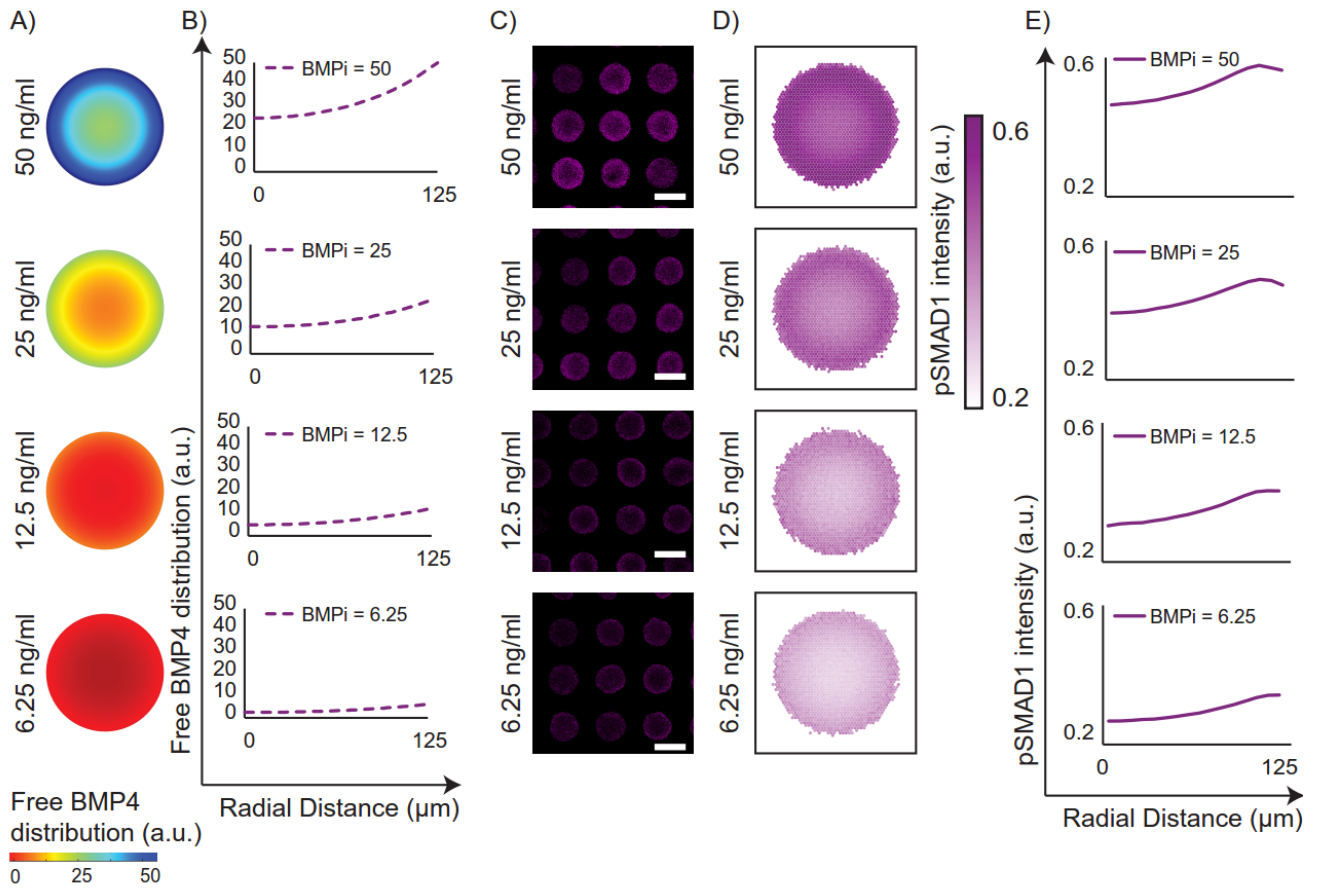 A)
B)
C)
D)
E)
50 ng/ml
25 ng/ml
12.5 ng/ml
6.25 ng/ml
Free BMP4
distribution (a.u.)
0 25 50
Free BMP4 distribution (a.u.)
50
40
30
20
10
0
BMPi = 50
0 125
50
40
30
20
10
0
BMPi = 25
0 125
50
40
30
20
10
0
BMPi = 12.5
0 125
50
40
30
20
10
0
BMPi = 6.25
0 125
Radial Distance (µm)
50 ng/ml
25 ng/ml
12.5 ng/ml
6.25 ng/ml
50 ng/ml
25 ng/ml
12.5 ng/ml
6.25 ng/ml
pSMAD1 intensity (a.u.)
0.6
0.2
pSMAD1 intensity (a.u.)
0.6
BMPi = 50
0.2
0.6
BMPi = 25
0.2
0.6
BMPi = 12.5
0.2
0.6
BMPi = 6.25
0.2
0 125
Radial Distance (µm)